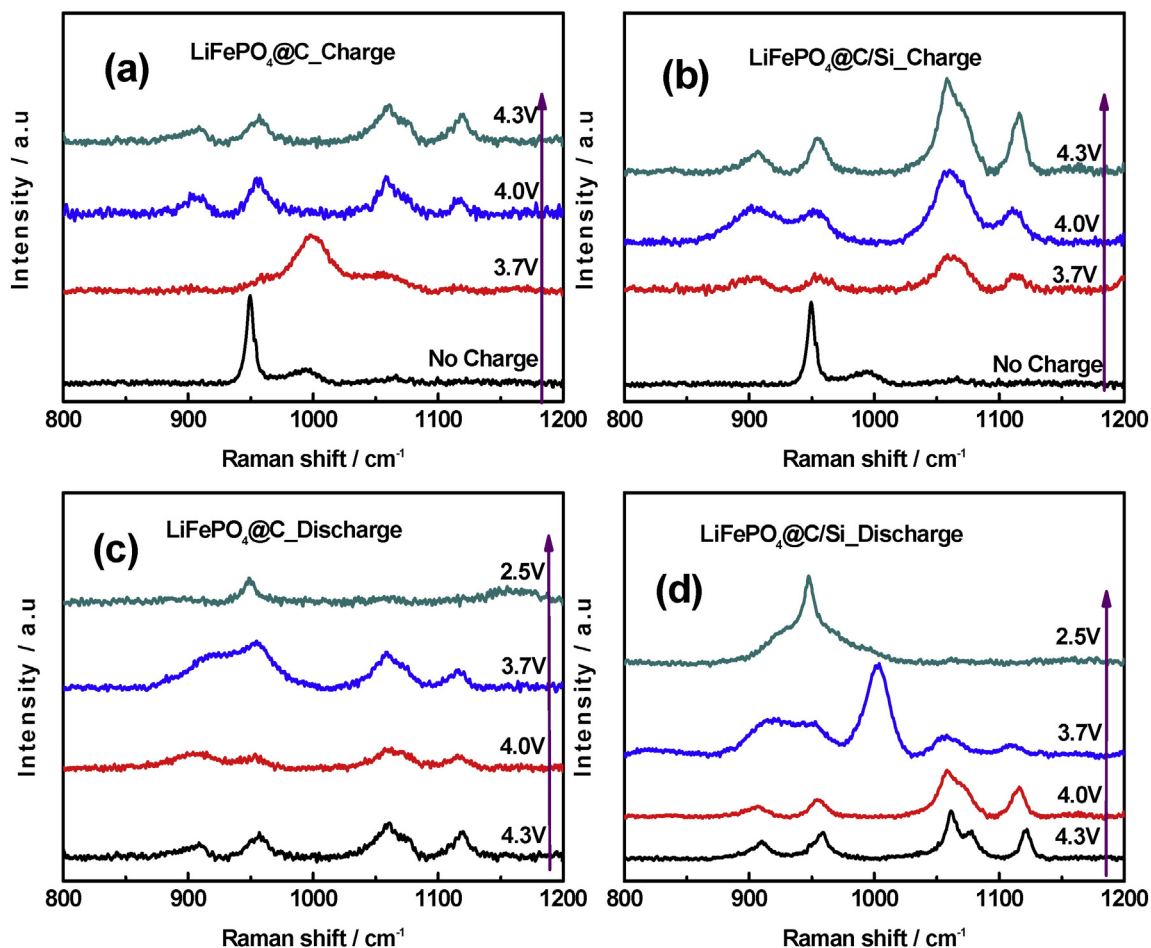 (a)
LiFePO₄@C_Charge
4.3V
4.0V
3.7V
No Charge
Intensity / a.u
800 900 1000 1100 1200
Raman shift / cm⁻¹
(b)
LiFePO₄@C/Si_Charge
4.3V
4.0V
3.7V
No Charge
Intensity / a.u
800 900 1000 1100 1200
Raman shift / cm⁻¹
(c)
LiFePO₄@C_Discharge
2.5V
3.7V
4.0V
4.3V
Intensity / a.u
800 900 1000 1100 1200
Raman shift / cm⁻¹
LiFePO₄@C/Si_Discharge
(d)
2.5V
3.7V
4.0V
4.3V
Intensity / a.u
800 900 1000 1100 1200
Raman shift / cm⁻¹